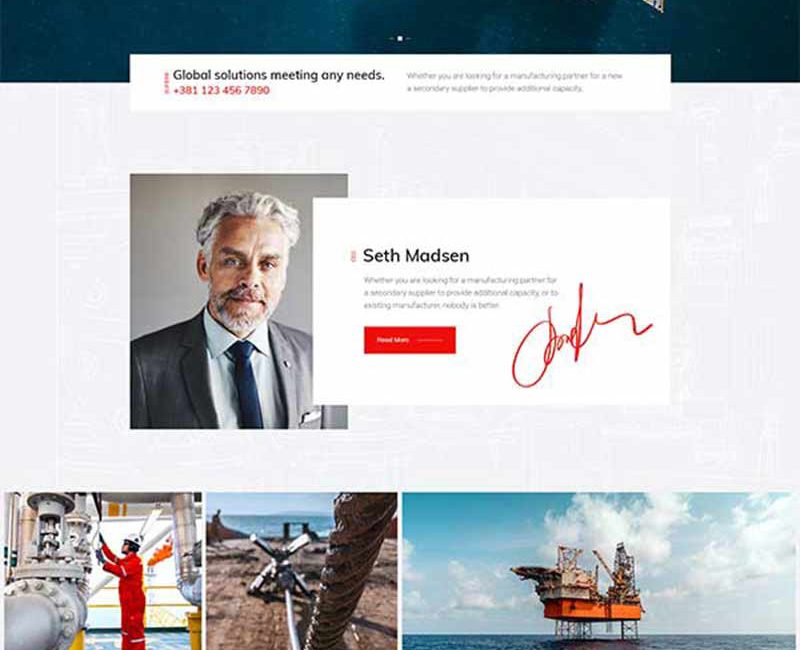 Global solutions meeting any needs.
+381 123 456 7890
Whether you are looking for a manufacturing partner for a new
a secondary supplier to provide additional capacity,
CEO
Seth Madsen
Whether you are looking for a manufacturing partner for
a secondary supplier to provide additional capacity, or to
existing manufacturer, nobody is better.
Read More